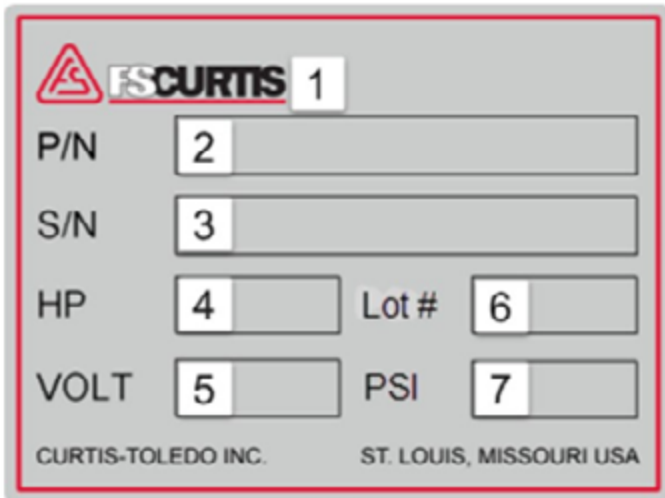 FS FSCURTIS 1
P/N 2
S/N 3
HP 4 Lot # 6
VOLT 5 PSI 7
CURTIS-TOLEDO INC. ST. LOUIS, MISSOURI USA